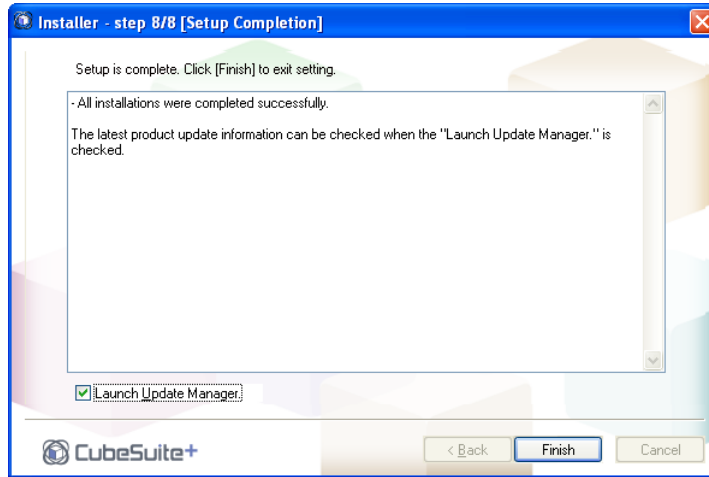 Installer - step 8/8 [Setup Completion]
Setup is complete. Click [Finish] to exit setting.
- All installations were completed successfully.
The latest product update information can be checked when the "Launch Update Manager." is
checked.
Launch Update Manager.
CubeSuite+
< Back Finish Cancel